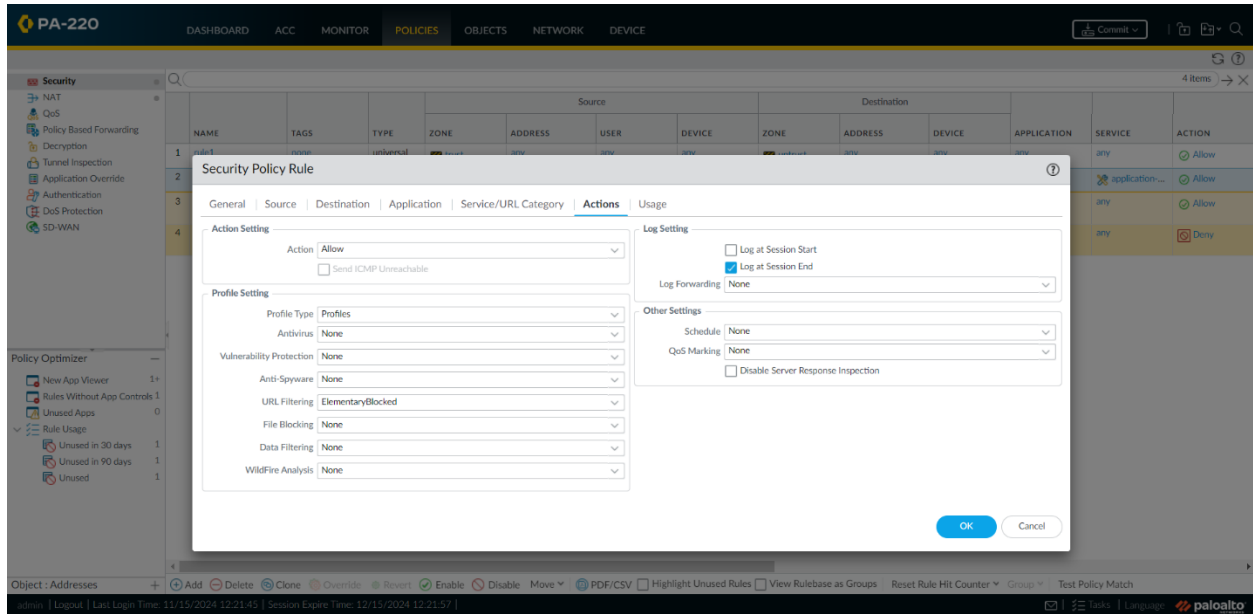 PA-220
DASHBOARD ACC MONITOR POLICIES OBJECTS NETWORK DEVICE Commit
Security
4 items
NAT
QoS
Policy Based Forwarding
Decryption
Tunnel Inspection
Application Override
Authentication
DoS Protection
SD-WAN
Source Destination
NAME TAGS TYPE ZONE ADDRESS USER DEVICE ZONE ADDRESS DEVICE APPLICATION SERVICE ACTION
1 rule1 none universal trust any any any untrust any any any any Allow
2 application-... Allow
3 any Allow
4 any Deny
Security Policy Rule
General Source Destination Application Service/URL Category Actions Usage
Action Setting
Action Allow
Send ICMP Unreachable
Profile Setting
Profile Type Profiles
Antivirus None
Vulnerability Protection None
Anti-Spyware None
URL Filtering ElementaryBlocked
File Blocking None
Data Filtering None
WildFire Analysis None
Log Setting
Log at Session Start
Log at Session End
Log Forwarding None
Other Settings
Schedule None
QoS Marking None
Disable Server Response Inspection
OK Cancel
Policy Optimizer
New App Viewer 1+
Rules Without App Controls 1
Unused Apps 0
Rule Usage
Unused in 30 days 1
Unused in 90 days 1
Unused 1
Object : Addresses
Add Delete Clone Override Revert Enable Disable Move PDF/CSV Highlight Unused Rules View Rulebase as Groups Reset Rule Hit Counter Group Test Policy Match
admin | Logout | Last Login Time: 11/15/2024 12:21:45 | Session Expire Time: 12/15/2024 12:21:57 |
Tasks | Language paloalto